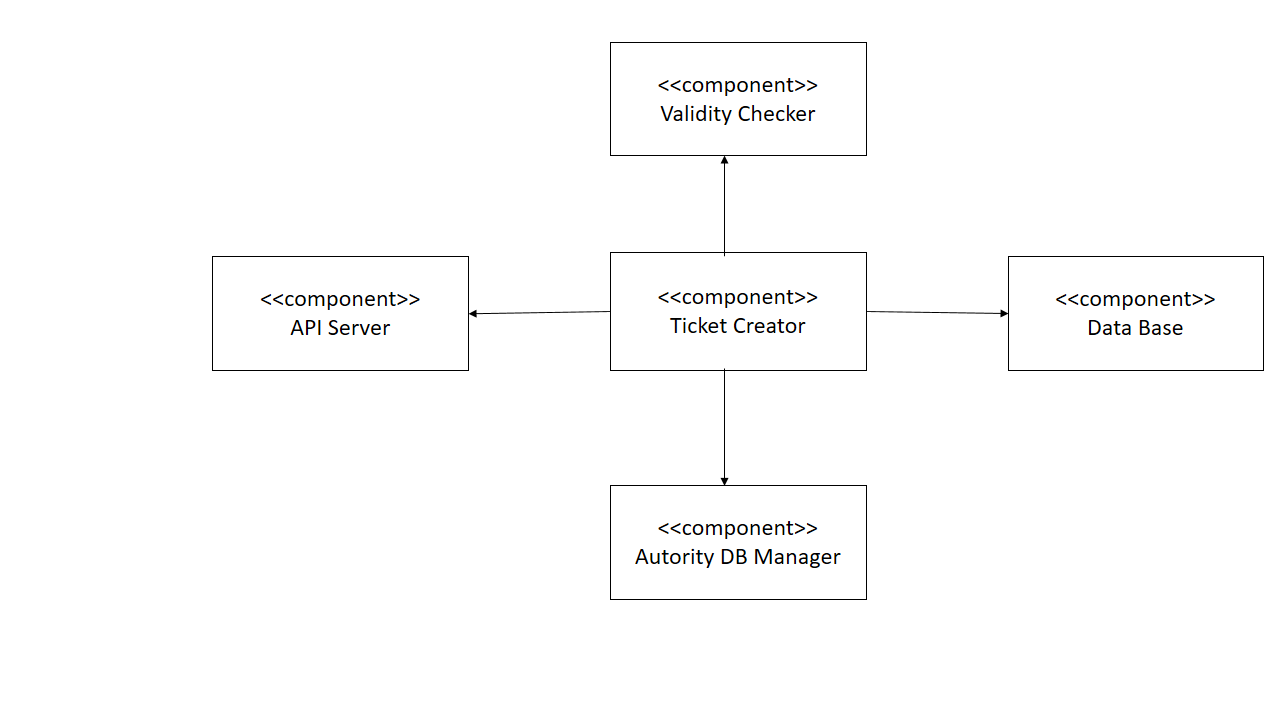 <<component>>
Validity Checker
<<component>>
API Server
<<component>>
Ticket Creator
<<component>>
Data Base
<<component>>
Autority DB Manager